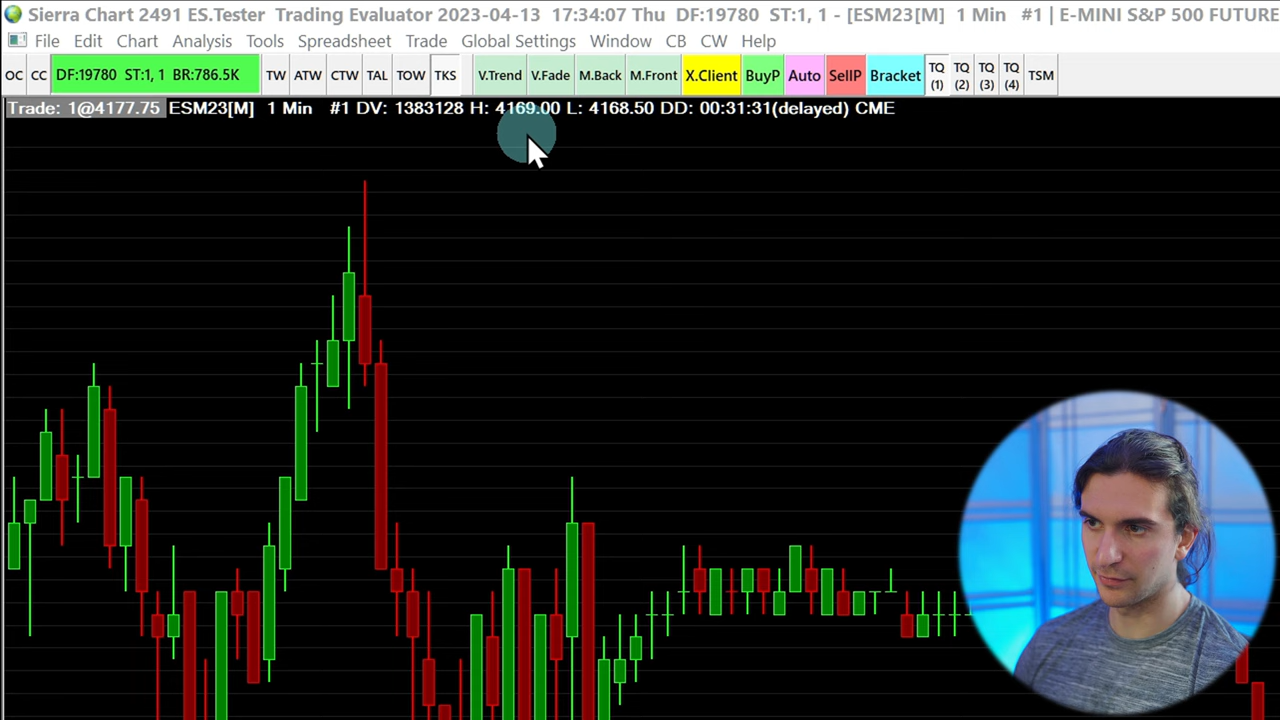 Sierra Chart 2491 ES.Tester Trading Evaluator 2023-04-13 17:34:07 Thu DF:19780 ST:1, 1 - [ESM23[M] 1 Min #1 | E-MINI S&P 500 FUTURE
File Edit Chart Analysis Tools Spreadsheet Trade Global Settings Window CB CW Help
OC CC DF:19780 ST:1, 1 BR:786.5K TW ATW CTW TAL TOW TKS V.Trend V.Fade M.Back M.Front X.Client BuyP Auto SellP Bracket TQ (1) TQ (2) TQ (3) TQ (4) TSM
Trade: 1@4177.75 ESM23[M] 1 Min #1 DV: 1383128 H: 4169.00 L: 4168.50 DD: 00:31:31(delayed) CME